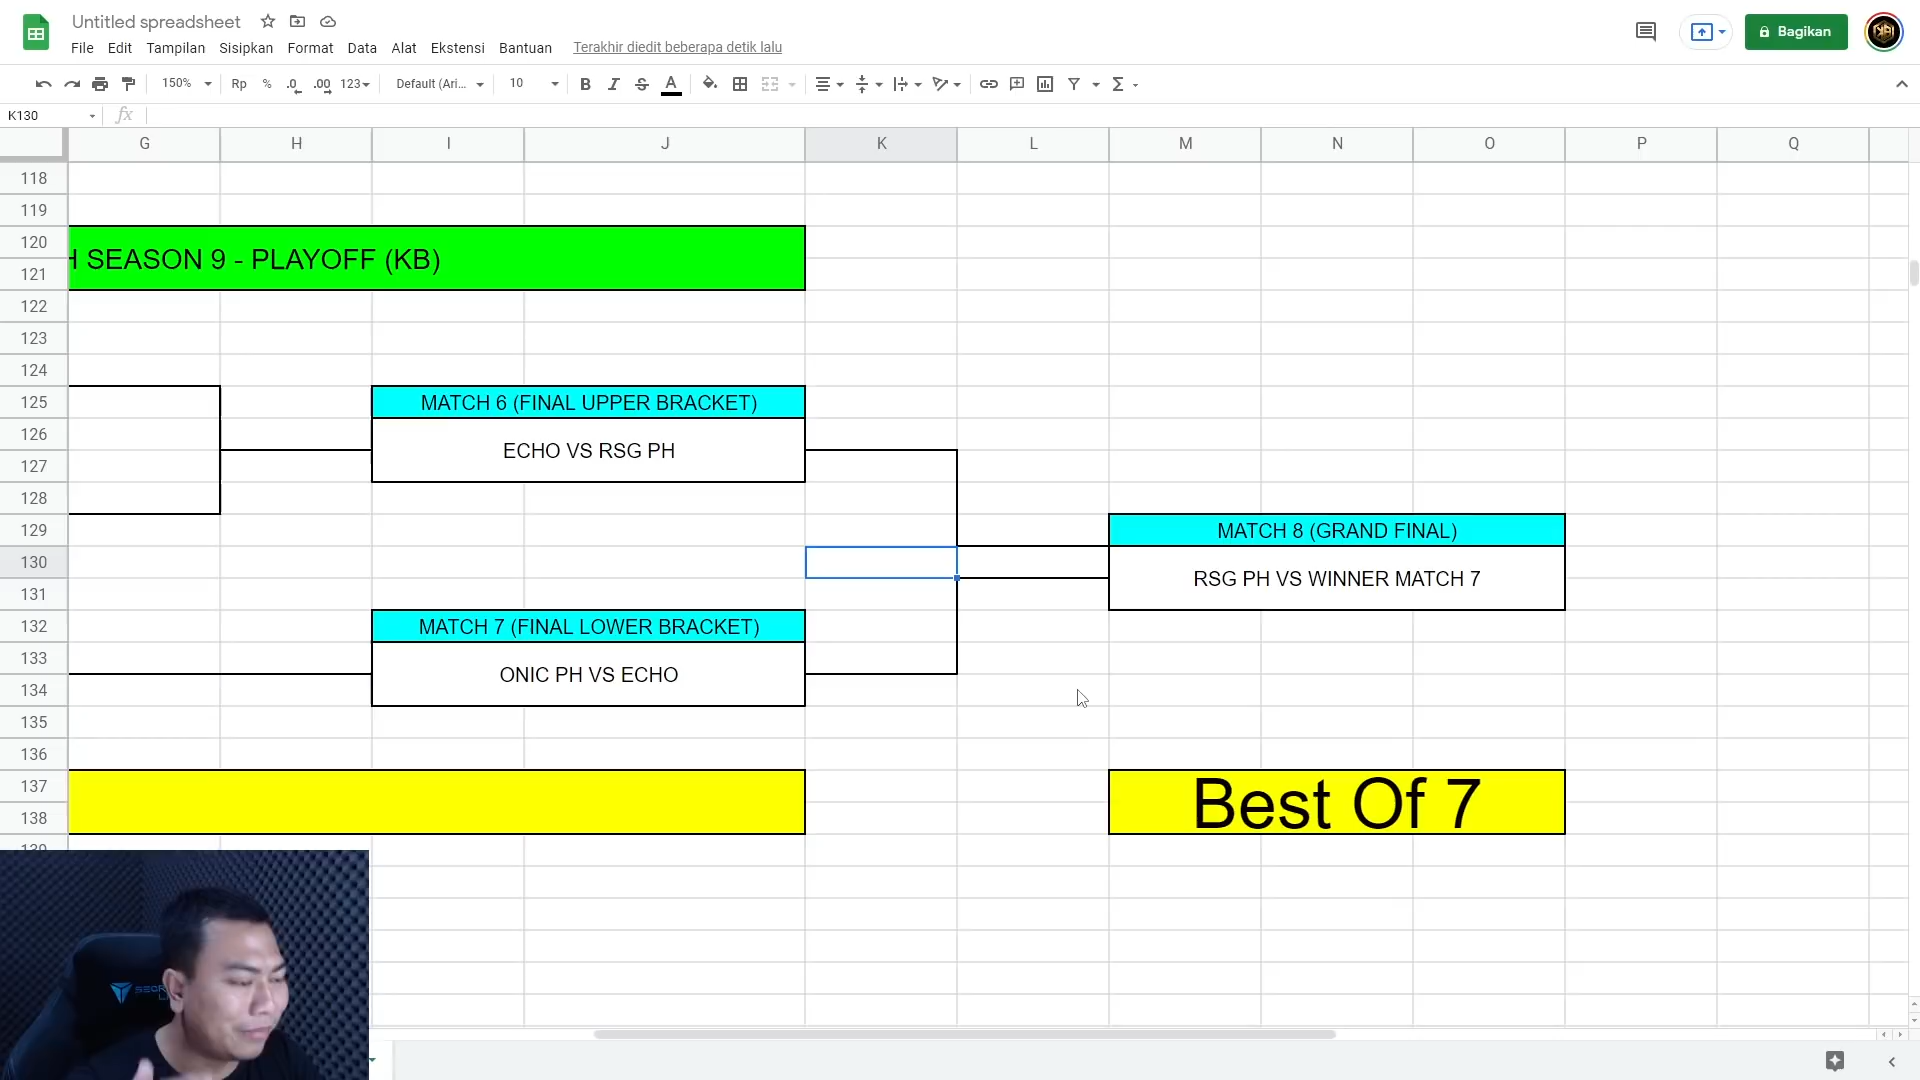 Untitled spreadsheet
File Edit Tampilan Sisipkan Format Data Alat Ekstensi Bantuan Terakhir diedit beberapa detik lalu
Bagikan
150% Rp % .0 .00 123 Default (Ari... 10 B I S A
K130 fx
G H I J K L M N O P Q
118
119
120
SEASON 9 - PLAYOFF (KB)
121
122
123
124
125 MATCH 6 (FINAL UPPER BRACKET)
126
ECHO VS RSG PH
127
128
129 MATCH 8 (GRAND FINAL)
130
RSG PH VS WINNER MATCH 7
131
132 MATCH 7 (FINAL LOWER BRACKET)
133
ONIC PH VS ECHO
134
135
136
137
Best Of 7
138
139